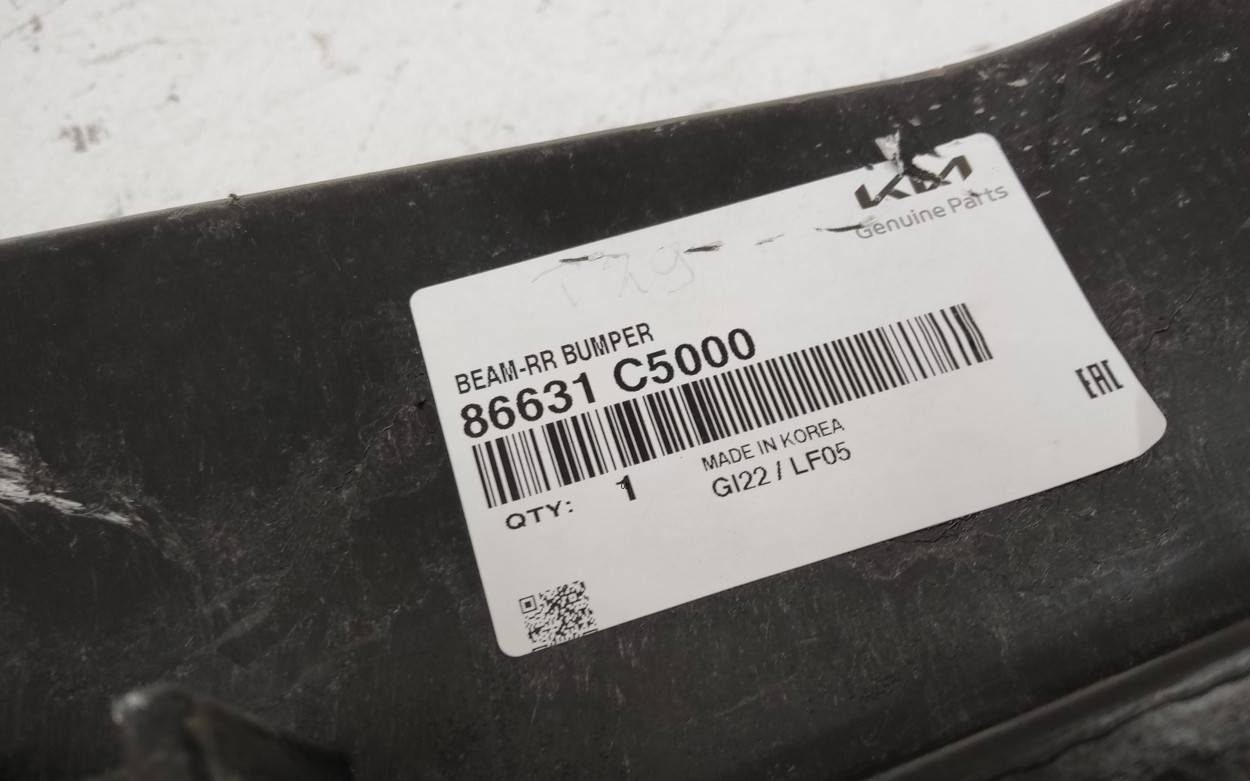 KIA
Genuine Parts
BEAM-RR BUMPER
86631 C5000
MADE IN KOREA
GI22 / LF05
QTY: 1
EAC